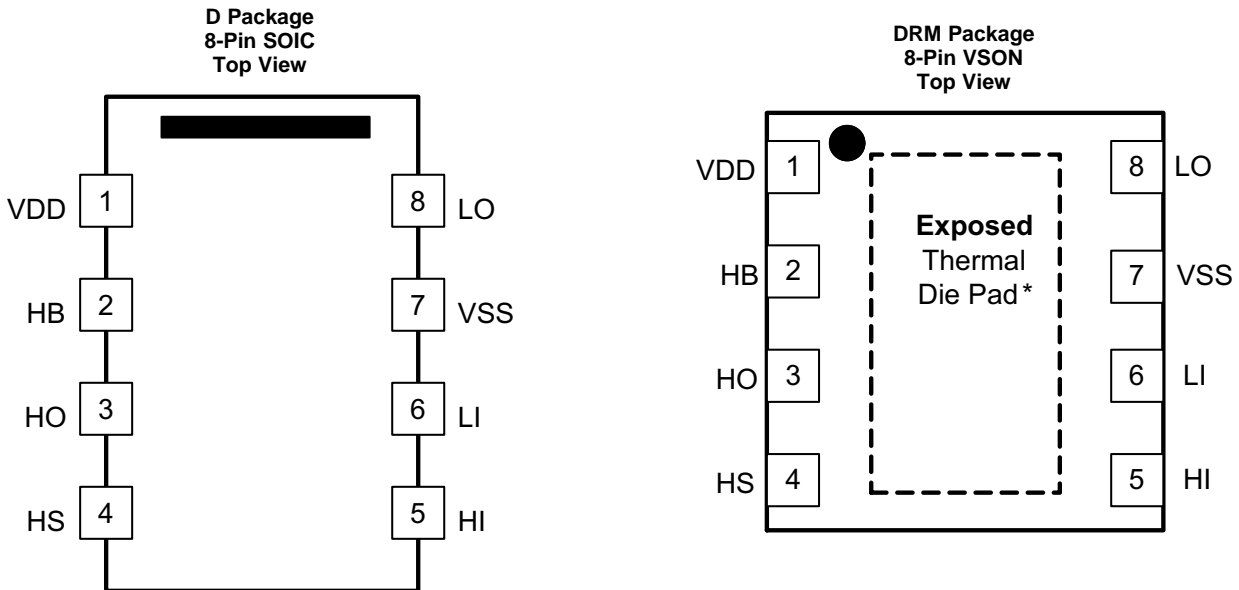 D Package
8-Pin SOIC
Top View
VDD 1
8 LO
HB 2
7 VSS
HO 3
6 LI
HS 4
5 HI
DRM Package
8-Pin VSON
Top View
VDD 1
8 LO
HB 2
7 VSS
HO 3
6 LI
HS 4
5 HI
Exposed
Thermal
Die Pad *